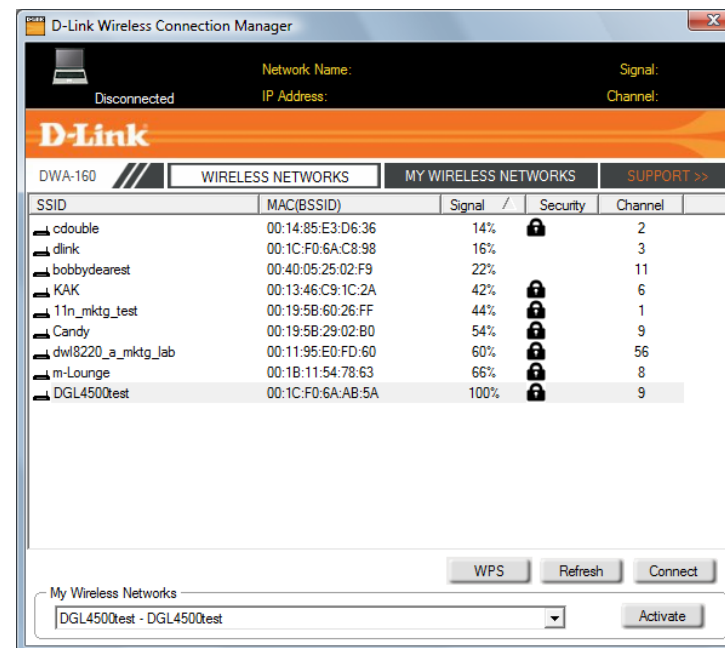 D-Link Wireless Connection Manager
Network Name: Signal:
Disconnected IP Address: Channel:
D-Link
DWA-160 WIRELESS NETWORKS MY WIRELESS NETWORKS SUPPORT >>
SSID MAC(BSSID) Signal Security Channel
cdouble 00:14:85:E3:D6:36 14% 2
dlink 00:1C:F0:6A:C8:98 16% 3
bobbydearest 00:40:05:25:02:F9 22% 11
KAK 00:13:46:C9:1C:2A 42% 6
11n_mktg_test 00:19:5B:60:26:FF 44% 1
Candy 00:19:5B:29:02:B0 54% 9
dwl8220_a_mktg_lab 00:11:95:E0:FD:60 60% 56
m-Lounge 00:1B:11:54:78:63 66% 8
DGL4500test 00:1C:F0:6A:AB:5A 100% 9
WPS Refresh Connect
My Wireless Networks
DGL4500test - DGL4500test Activate